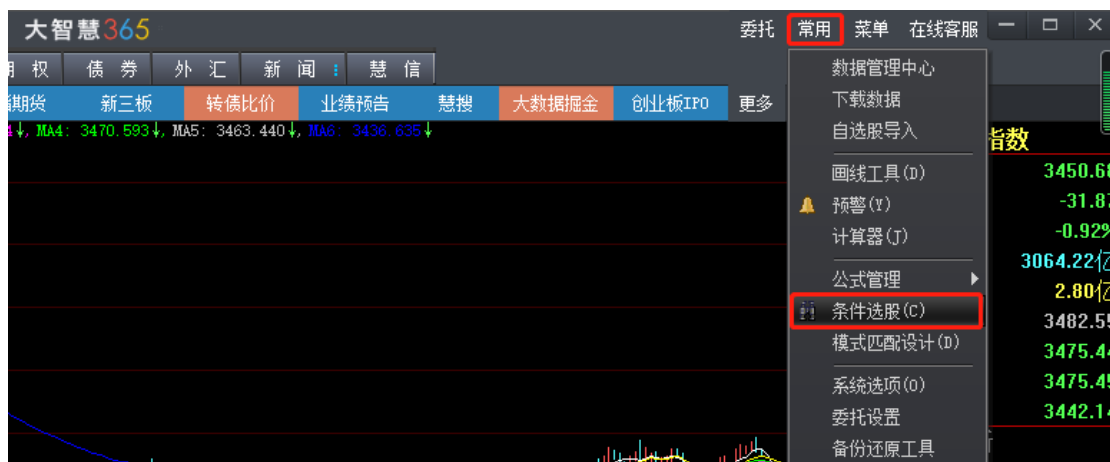 大智慧365 委托 常用 菜单 在线客服
权 债券 外汇 新闻 慧信
期货 新三板 转债比价 业绩预告 慧搜 大数据掘金 创业板IPO 更多
MA4: 3470.593↓, MA5: 3463.440↓, MA6: 3436.635↓
数据管理中心
下载数据
自选股导入
画线工具(D)
预警(Y)
计算器(J)
公式管理
条件选股(C)
模式匹配设计(D)
系统选项(O)
委托设置
备份还原工具
指数
3450.68
-31.87
-0.92%
3064.22亿
2.80亿
3482.55
3475.44
3475.45
3442.14